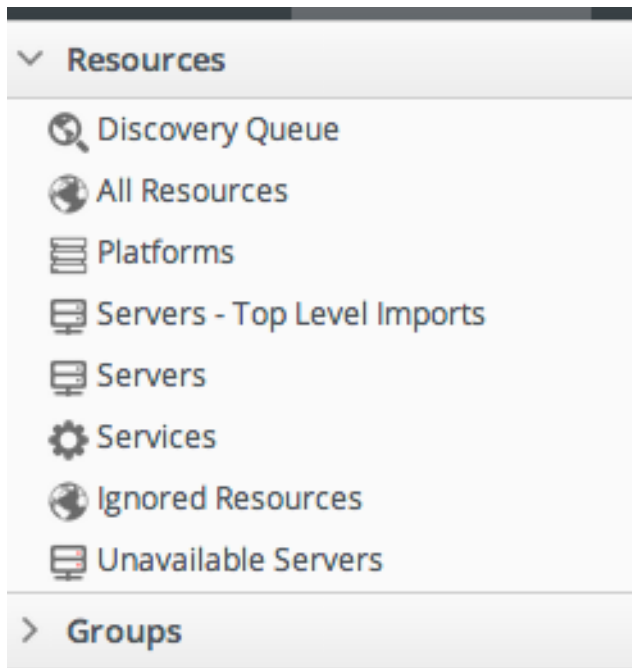 Resources
Discovery Queue
All Resources
Platforms
Servers - Top Level Imports
Servers
Services
Ignored Resources
Unavailable Servers
Groups